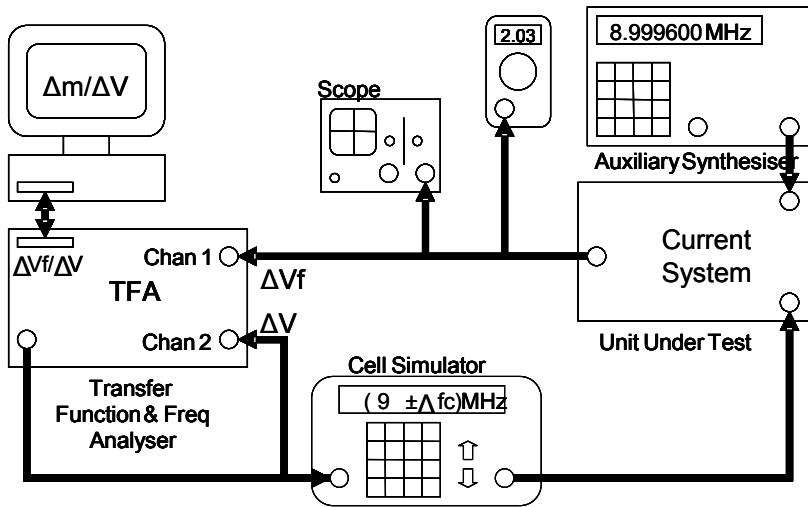 Δm/ΔV
Scope
2.03
8.999600 MHz
Auxiliary Synthesiser
ΔVf/ΔV
Chan 1
TFA
Chan 2
ΔVf
ΔV
Current
System
Unit Under Test
Transfer
Function & Freq
Analyser
Cell Simulator
( 9 ±Δ fc)MHz